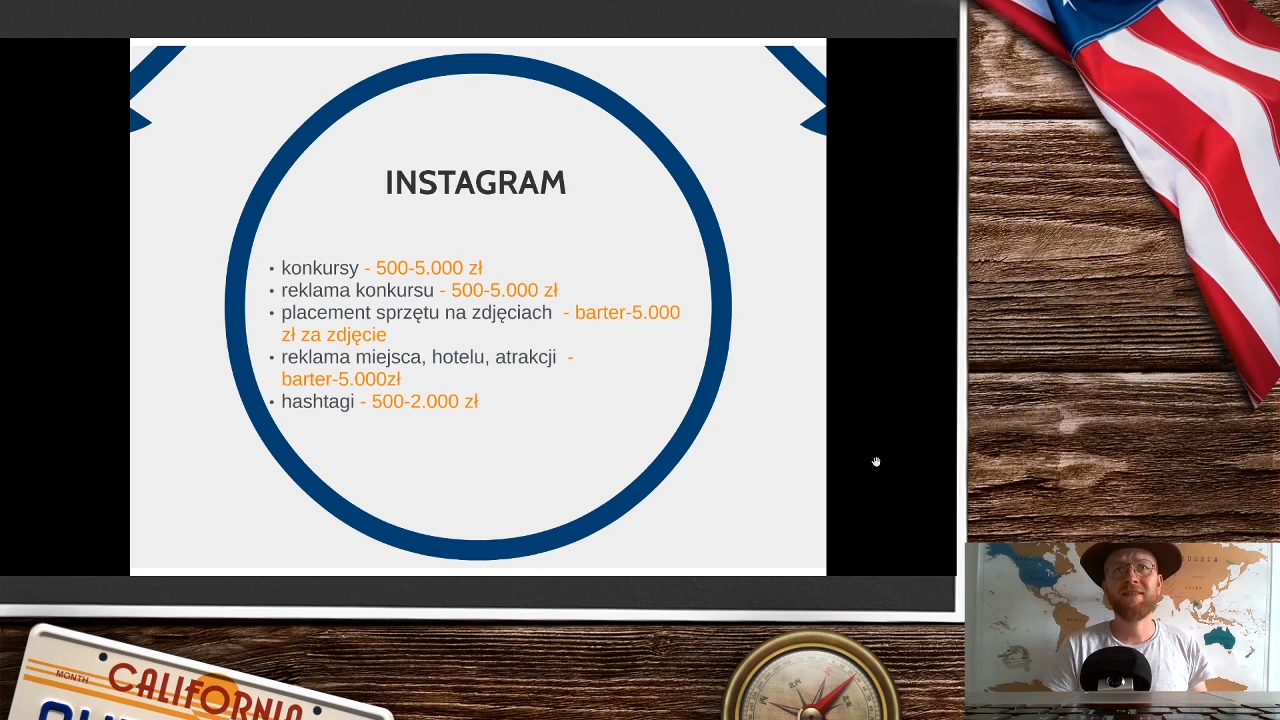 INSTAGRAM
• konkursy - 500-5.000 zł
• reklama konkursu - 500-5.000 zł
• placement sprzętu na zdjęciach - barter-5.000
zł za zdjęcie
• reklama miejsca, hotelu, atrakcji -
barter-5.000zł
• hashtagi - 500-2.000 zł
MONTH
CALIFORNIA